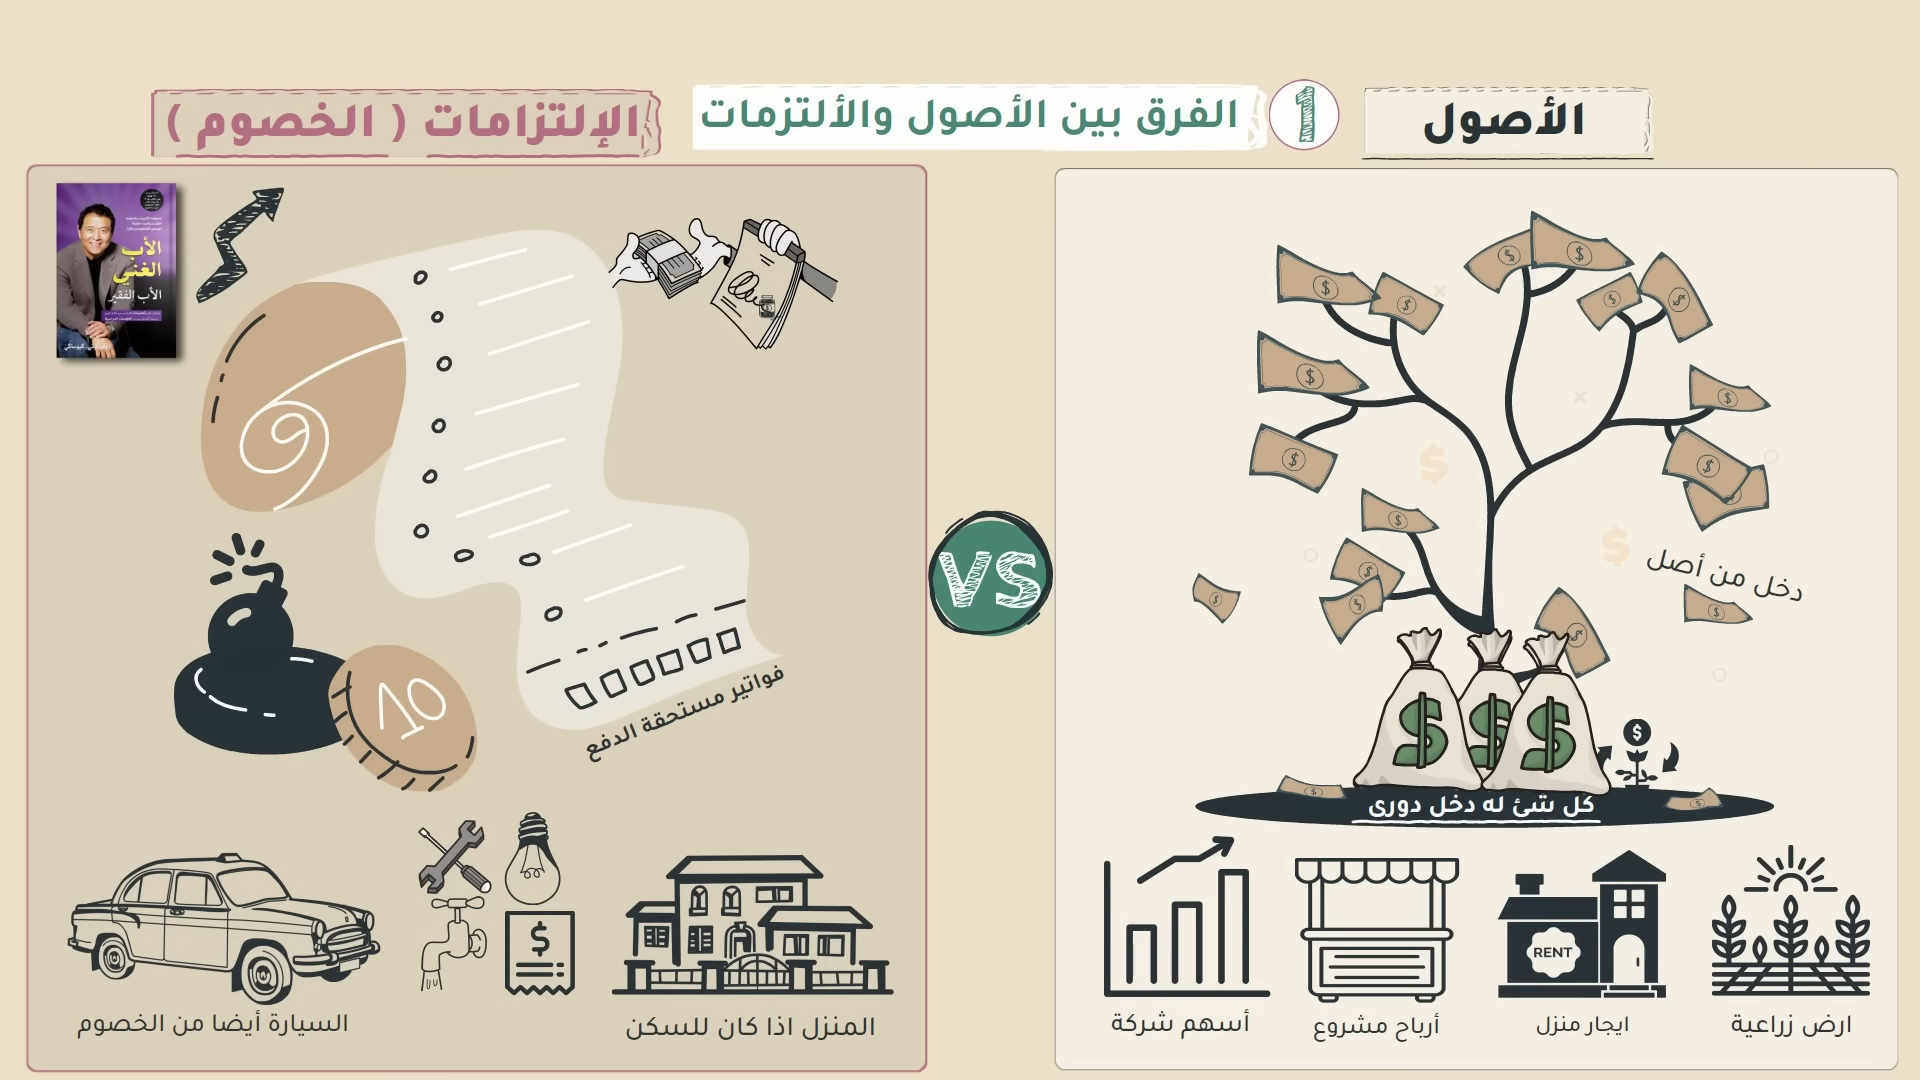 الأصول
1
الفرق بين الأصول والألتزمات
الإلتزامات ( الخصوم )
VS
دخل من أصل
كل شئ له دخل دورى
ارض زراعية
RENT
ايجار منزل
أرباح مشروع
أسهم شركة
الأب
الغني
الأب الفقير
9
10
فواتير مستحقة الدفع
المنزل اذا كان للسكن
السيارة أيضا من الخصوم